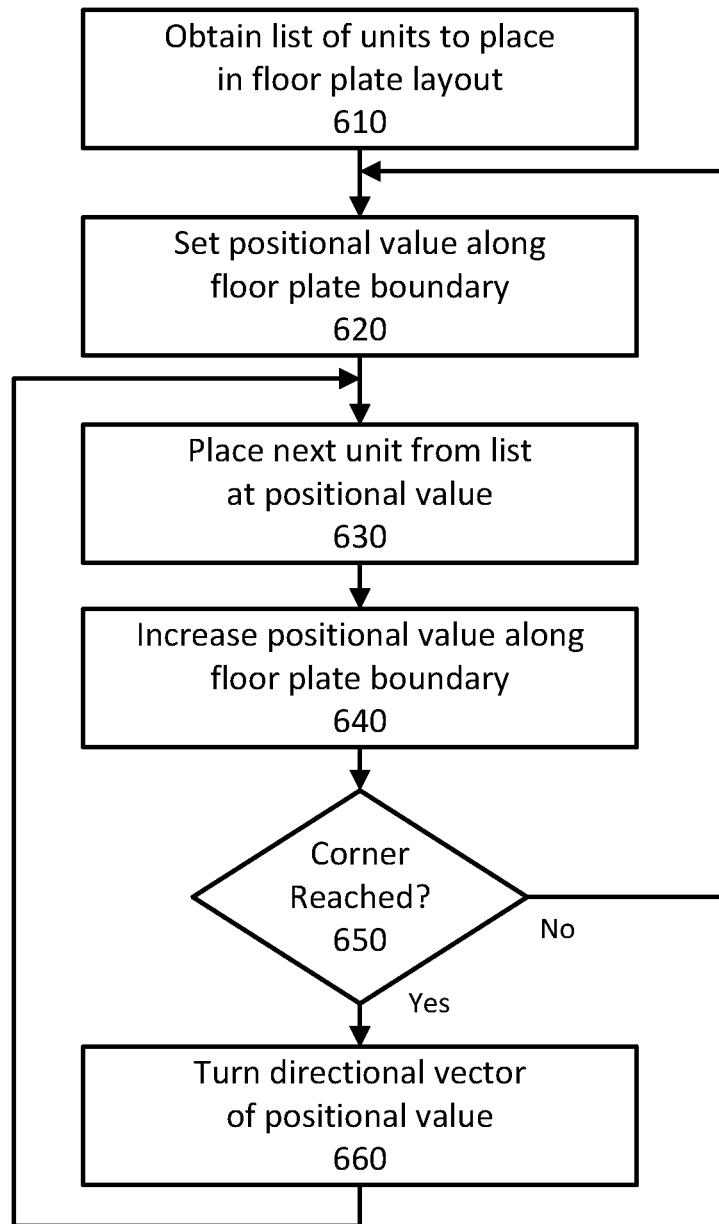 Obtain list of units to place
in floor plate layout
610
Set positional value along
floor plate boundary
620
Place next unit from list
at positional value
630
Increase positional value along
floor plate boundary
640
Corner
Reached?
650
No
Yes
Turn directional vector
of positional value
660